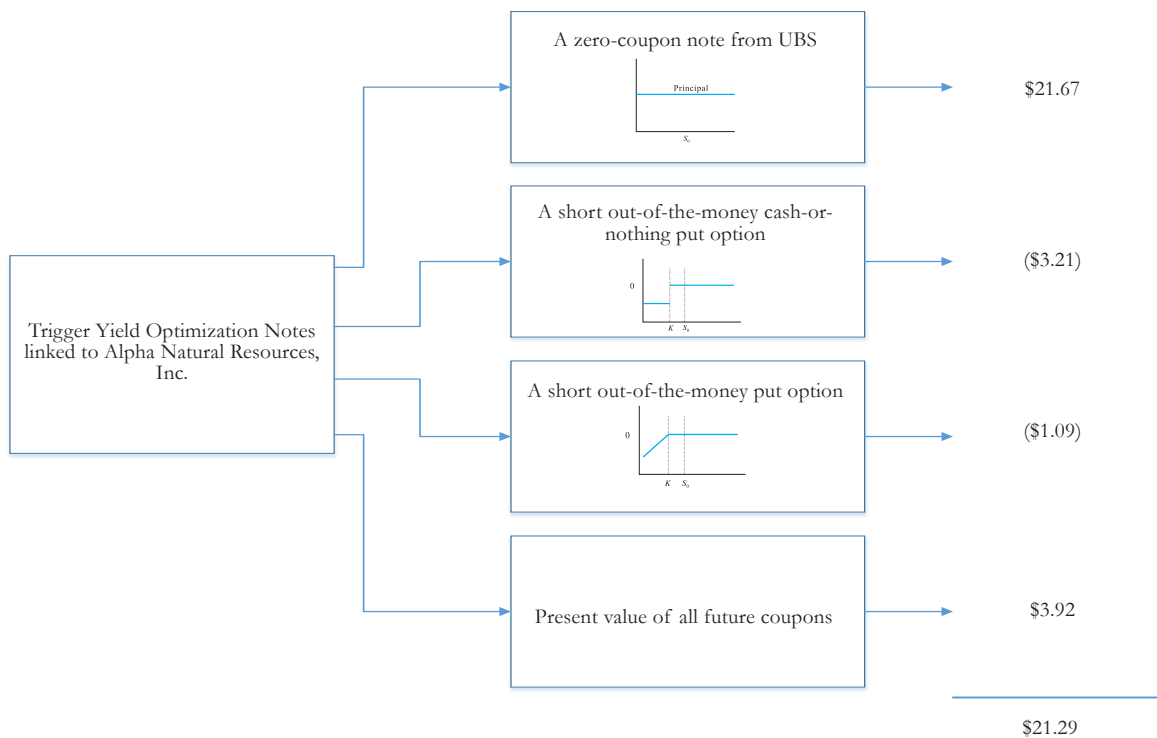 A zero-coupon note from UBS
Principal
S₀
$21.67
A short out-of-the-money cash-or-
nothing put option
0
K
S₀
($3.21)
Trigger Yield Optimization Notes
linked to Alpha Natural Resources,
Inc.
A short out-of-the-money put option
0
K
S₀
($1.09)
Present value of all future coupons
$3.92
$21.29